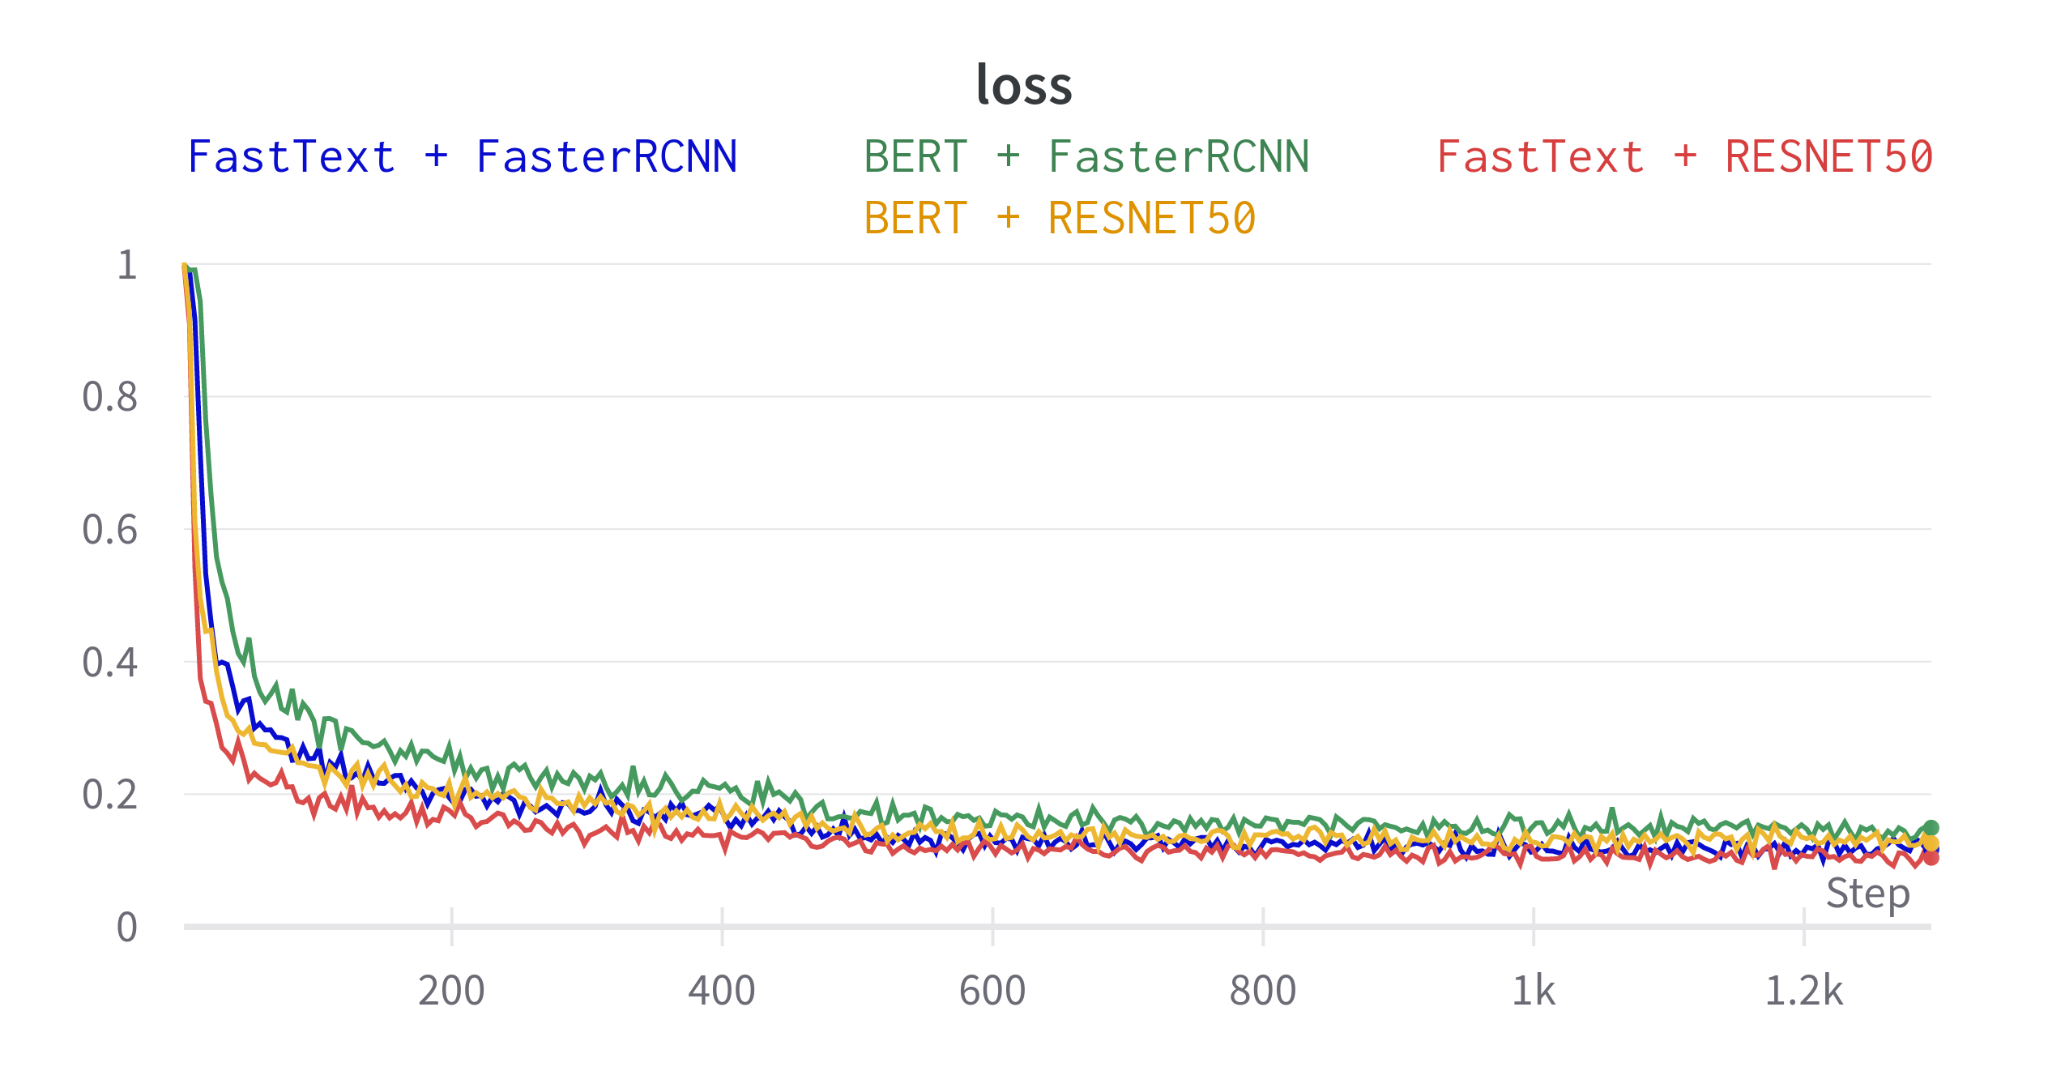 loss
FastText + FasterRCNN BERT + FasterRCNN FastText + RESNET50
BERT + RESNET50
1
0.8
0.6
0.4
0.2
0
Step
200 400 600 800 1k 1.2k